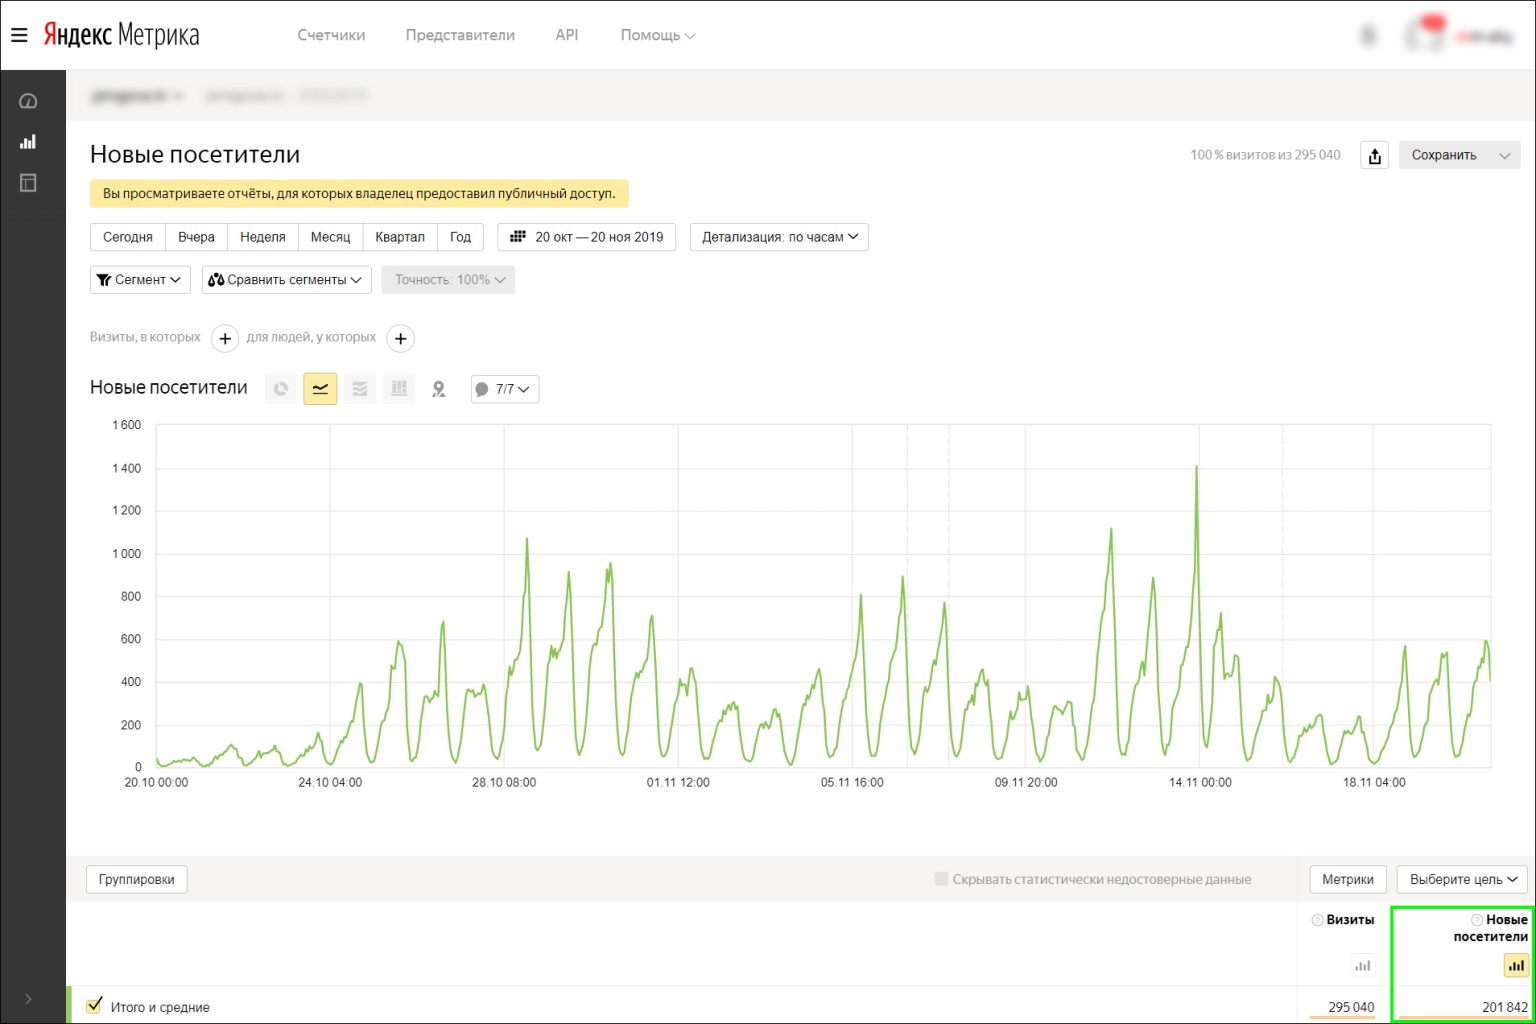 Яндекс Метрика Счетчики Представители API Помощь
Новые посетители
100 % визитов из 295 040 Сохранить
Вы просматриваете отчёты, для которых владелец предоставил публичный доступ.
Сегодня Вчера Неделя Месяц Квартал Год 20 окт — 20 ноя 2019 Детализация: по часам
Сегмент Сравнить сегменты Точность: 100%
Визиты, в которых + для людей, у которых +
Новые посетители 7/7
1 600
1 400
1 200
1 000
800
600
400
200
0
20.10 00:00 24.10 04:00 28.10 08:00 01.11 12:00 05.11 16:00 09.11 20:00 14.11 00:00 18.11 04:00
Группировки Скрывать статистически недостоверные данные Метрики Выберите цель
? Визиты ? Новые
посетители
Итого и средние 295 040 201 842